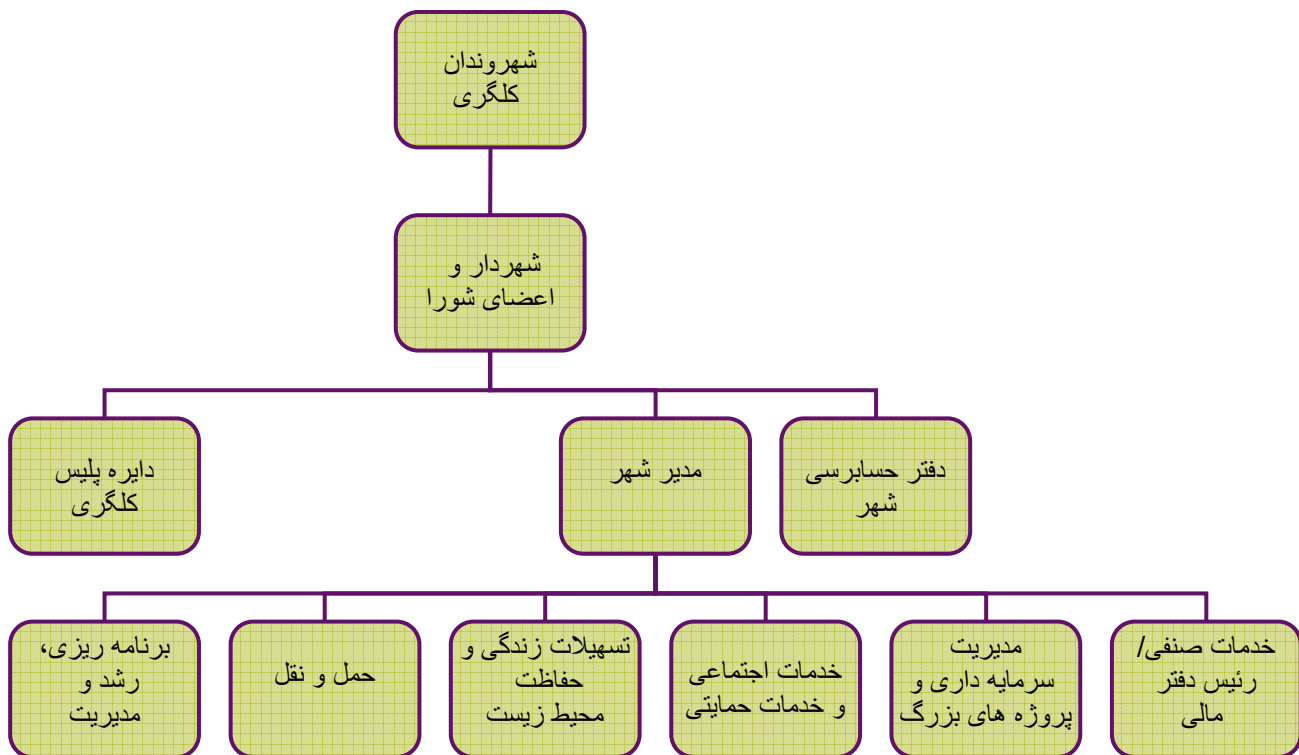 شهروندان
کلگری
شهردار و
اعضای شورا
دفتر حسابرسی
شهر
مدیر شهر
دایره پلیس
کلگری
خدمات صنفی/
رئیس دفتر
مالی
مدیریت
سرمایه داری و
پروژه های بزرگ
خدمات اجتماعی
و خدمات حمایتی
تسهیلات زندگی و
حفاظت
محیط زیست
حمل و نقل
برنامه ریزی،
رشد و
مدیریت